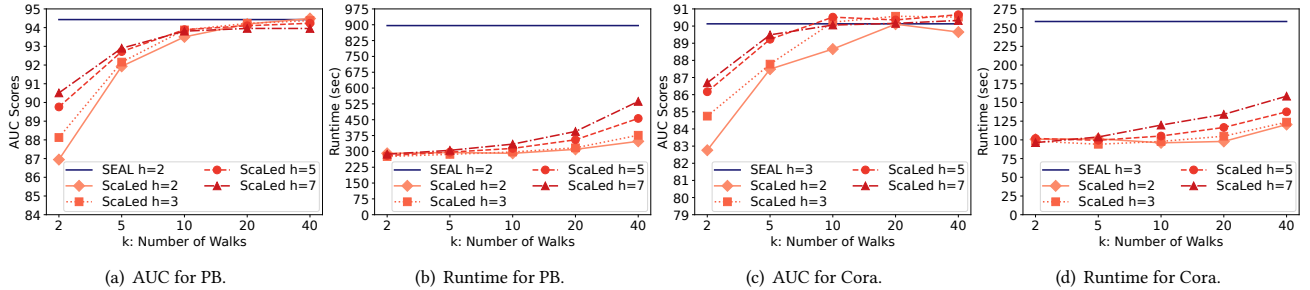 AUC Scores
95
94
93
92
91
90
89
88
87
86
85
84
SEAL h=2
ScaLed h=2
ScaLed h=3
ScaLed h=5
ScaLed h=7
2 5 10 20 40
k: Number of Walks
(a) AUC for PB.
Runtime (sec)
975
900
825
750
675
600
525
450
375
300
225
150
75
0
SEAL h=2
ScaLed h=2
ScaLed h=3
ScaLed h=5
ScaLed h=7
2 5 10 20 40
k: Number of Walks
(b) Runtime for PB.
AUC Scores
91
90
89
88
87
86
85
84
83
82
81
80
79
SEAL h=3
ScaLed h=2
ScaLed h=3
ScaLed h=5
ScaLed h=7
2 5 10 20 40
k: Number of Walks
(c) AUC for Cora.
Runtime (sec)
275
250
225
200
175
150
125
100
75
50
25
0
SEAL h=3
ScaLed h=2
ScaLed h=3
ScaLed h=5
ScaLed h=7
2 5 10 20 40
k: Number of Walks
(d) Runtime for Cora.